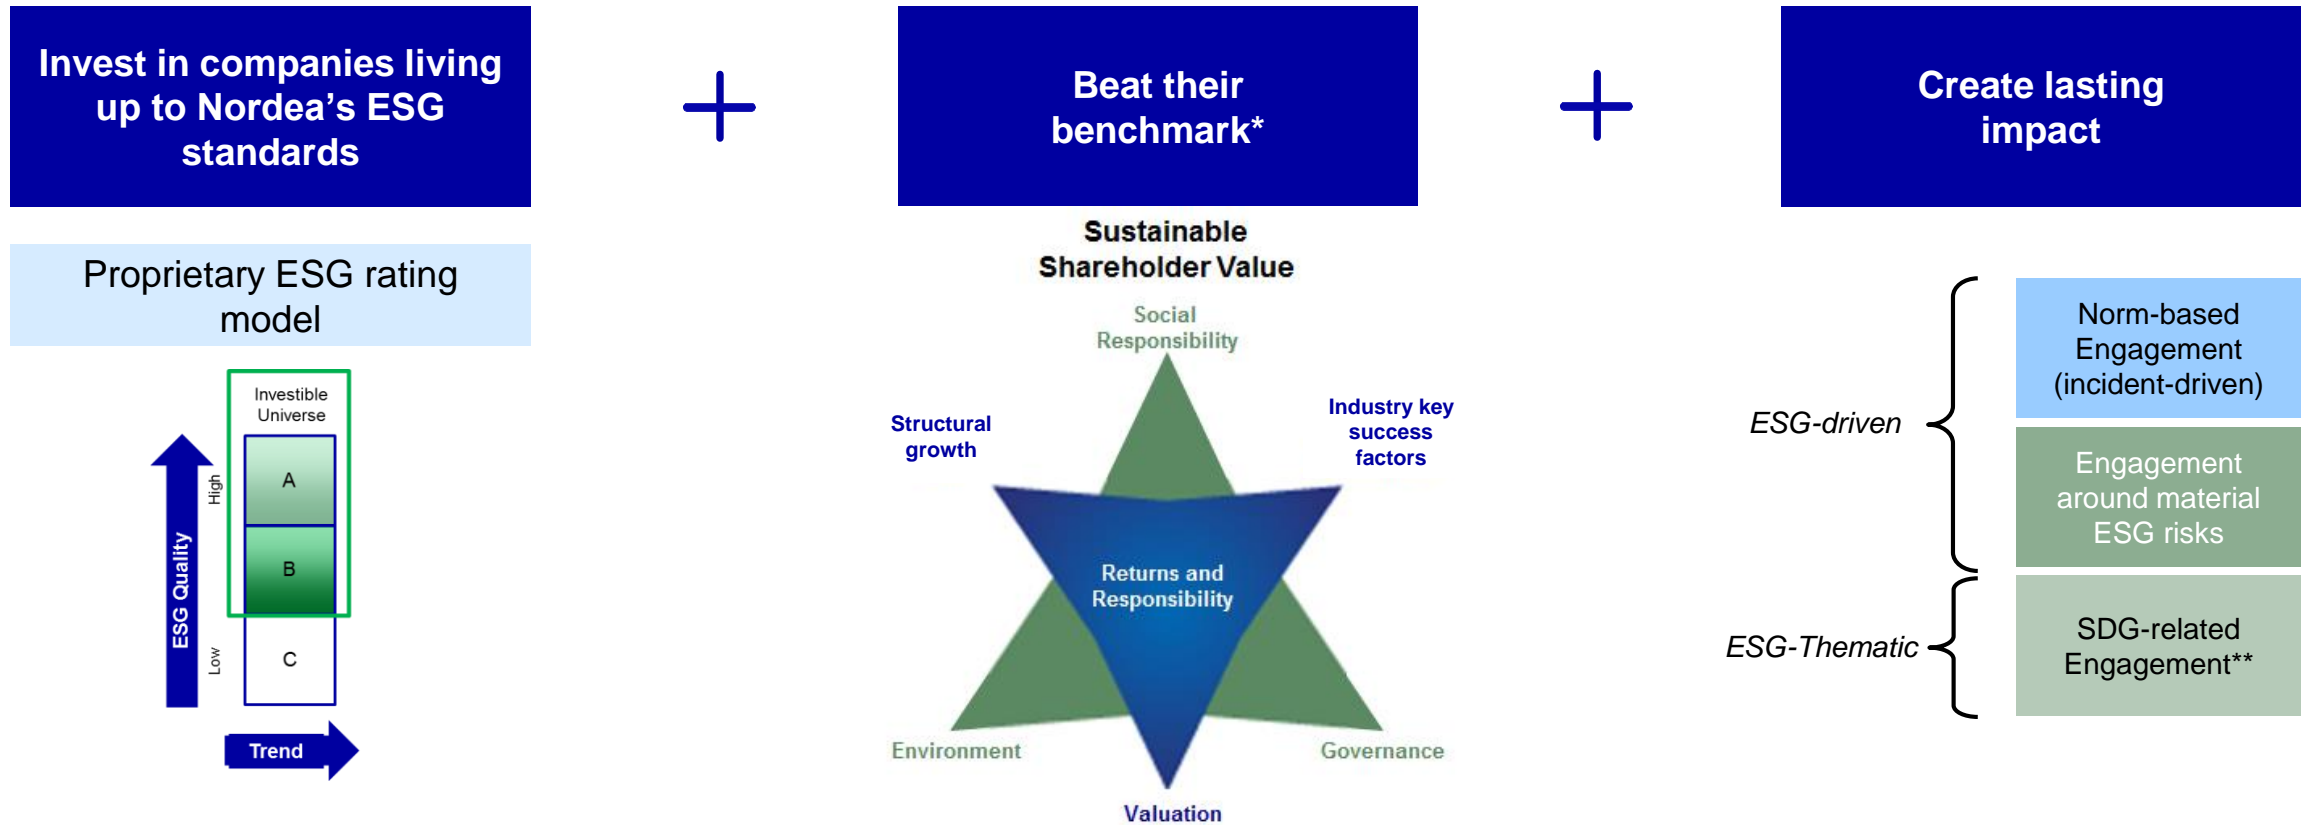 Invest in companies living
up to Nordea’s ESG
standards
Proprietary ESG rating
model
Investible
Universe
High
A
ESG Quality
B
Low
C
Trend
Beat their
benchmark*
Sustainable
Shareholder Value
Social
Responsibility
Structural
growth
Industry key
success
factors
Returns and
Responsibility
Environment
Governance
Valuation
Create lasting
impact
ESG-driven
Norm-based
Engagement
(incident-driven)
Engagement
around material
ESG risks
ESG-Thematic
SDG-related
Engagement**